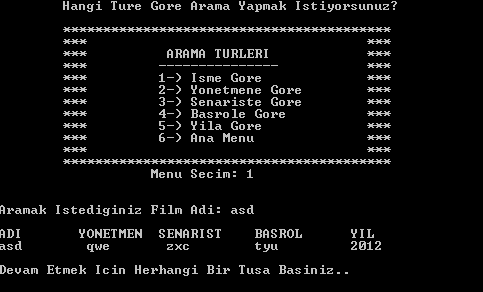 Hangi Ture Gore Arama Yapmak Istiyorsunuz?
*****************************************
*** ***
*** ARAMA TURLERI ***
*** --------------- ***
*** 1-) Isme Gore ***
*** 2-) Yonetmene Gore ***
*** 3-) Senariste Gore ***
*** 4-) Basrole Gore ***
*** 5-) Yila Gore ***
*** 6-) Ana Menu ***
*** ***
*****************************************
Menu Secim: 1
Aramak Istediginiz Film Adi: asd
ADI YONETMEN SENARIST BASROL YIL
asd qwe zxc tyu 2012
Devam Etmek Icin Herhangi Bir Tusa Basiniz..